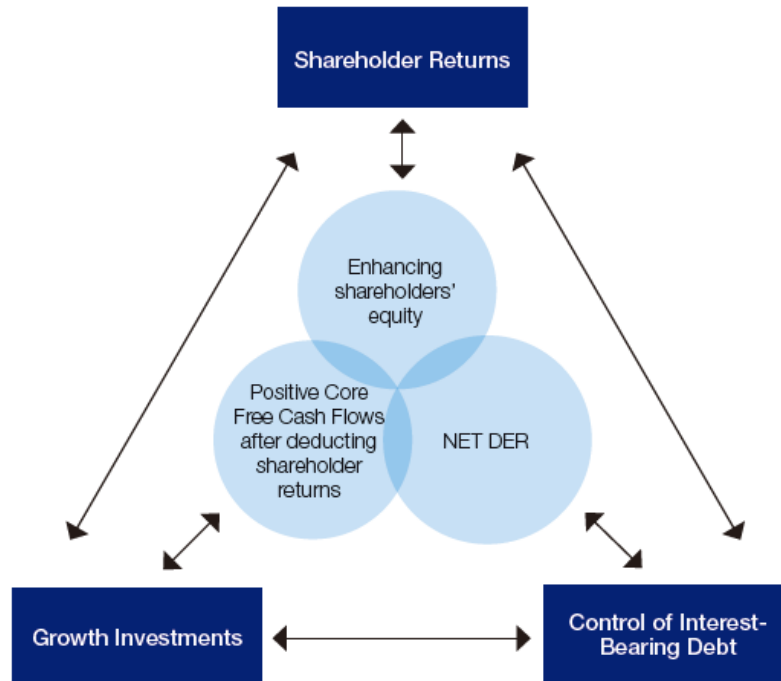 Shareholder Returns
Enhancing
shareholders'
equity
Positive Core
Free Cash Flows
after deducting
shareholder
returns
NET DER
Growth Investments
Control of Interest-
Bearing Debt